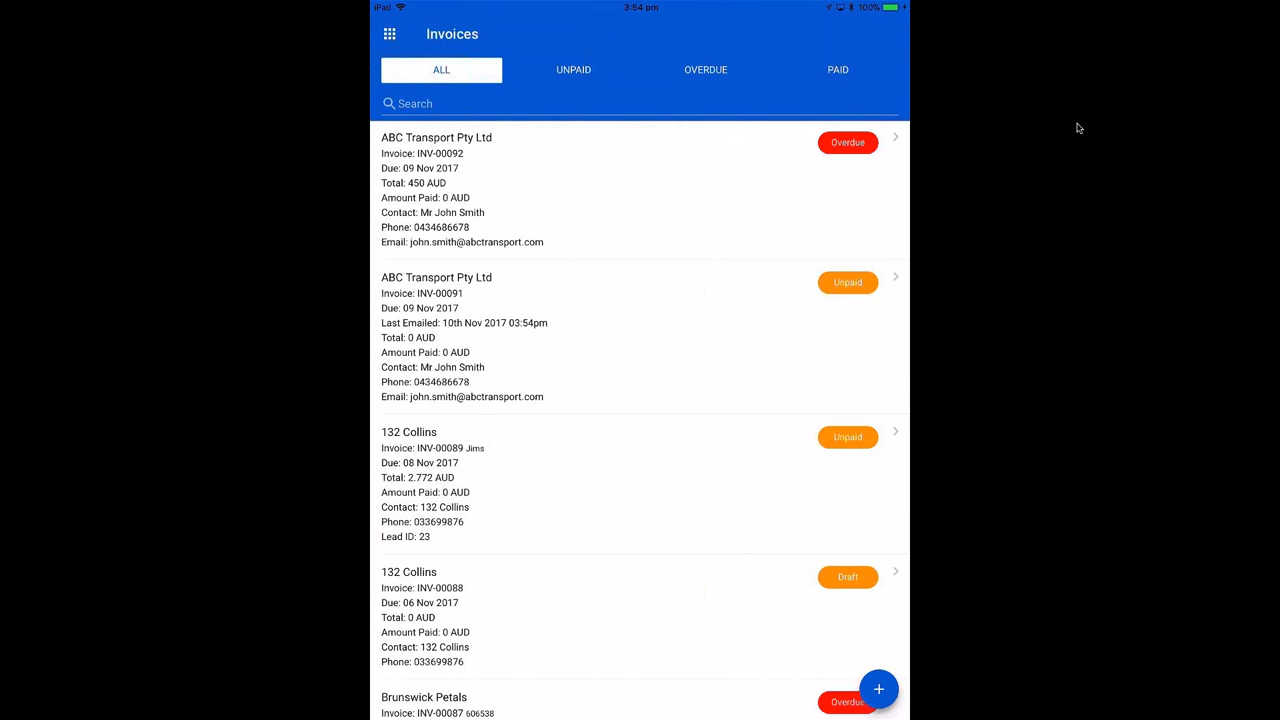 iPad 3:54 pm 100%
Invoices
ALL UNPAID OVERDUE PAID
Search
ABC Transport Pty Ltd Overdue
Invoice: INV-00092
Due: 09 Nov 2017
Total: 450 AUD
Amount Paid: 0 AUD
Contact: Mr John Smith
Phone: 0434686678
Email: john.smith@abctransport.com
ABC Transport Pty Ltd Unpaid
Invoice: INV-00091
Due: 09 Nov 2017
Last Emailed: 10th Nov 2017 03:54pm
Total: 0 AUD
Amount Paid: 0 AUD
Contact: Mr John Smith
Phone: 0434686678
Email: john.smith@abctransport.com
132 Collins Unpaid
Invoice: INV-00089 Jims
Due: 08 Nov 2017
Total: 2.772 AUD
Amount Paid: 0 AUD
Contact: 132 Collins
Phone: 033699876
Lead ID: 23
132 Collins Draft
Invoice: INV-00088
Due: 06 Nov 2017
Total: 0 AUD
Amount Paid: 0 AUD
Contact: 132 Collins
Phone: 033699876
Brunswick Petals Overdue
Invoice: INV-00087 606538